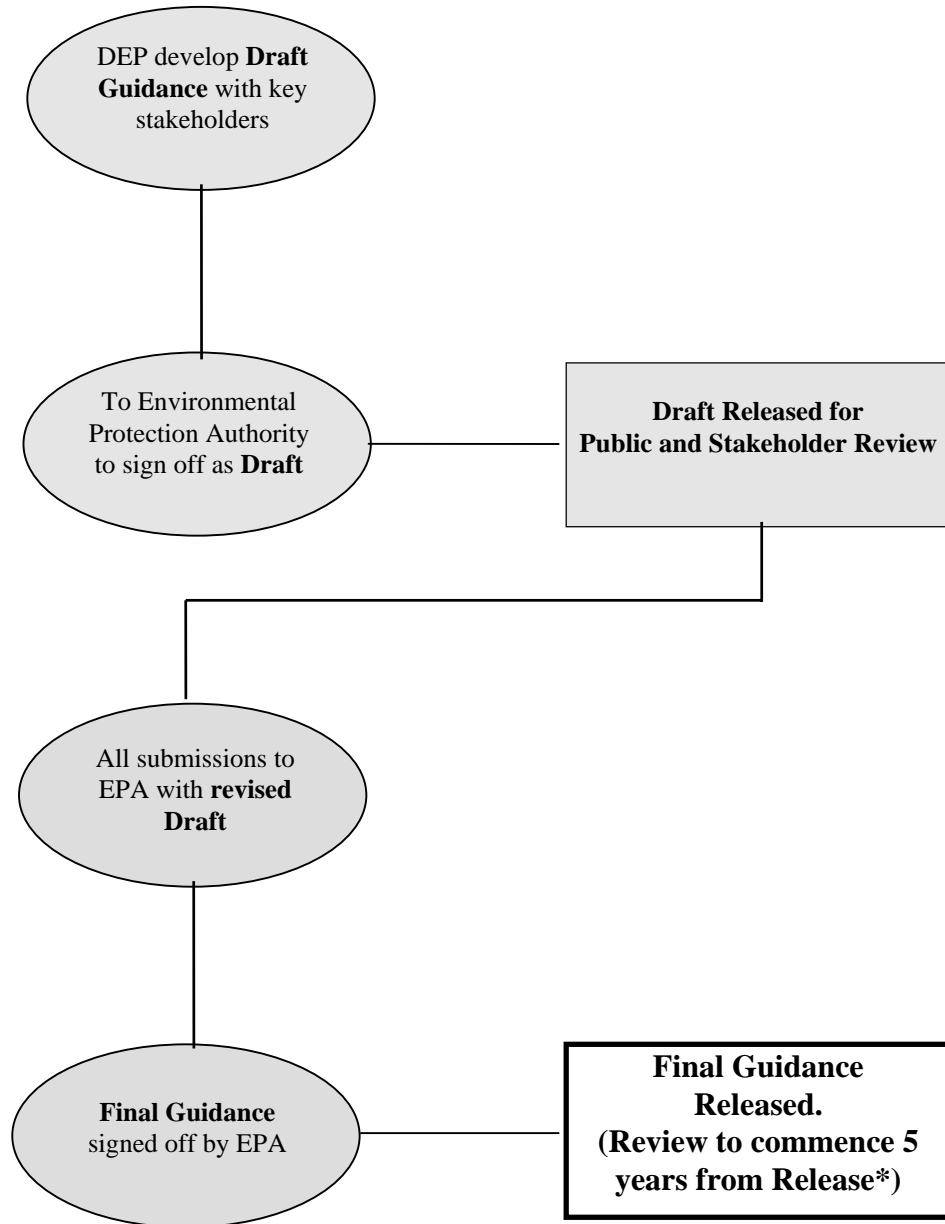 DEP develop Draft
Guidance with key
stakeholders
To Environmental
Protection Authority
to sign off as Draft
Draft Released for
Public and Stakeholder Review
All submissions to
EPA with revised
Draft
Final Guidance
signed off by EPA
Final Guidance
Released.
(Review to commence 5
years from Release*)